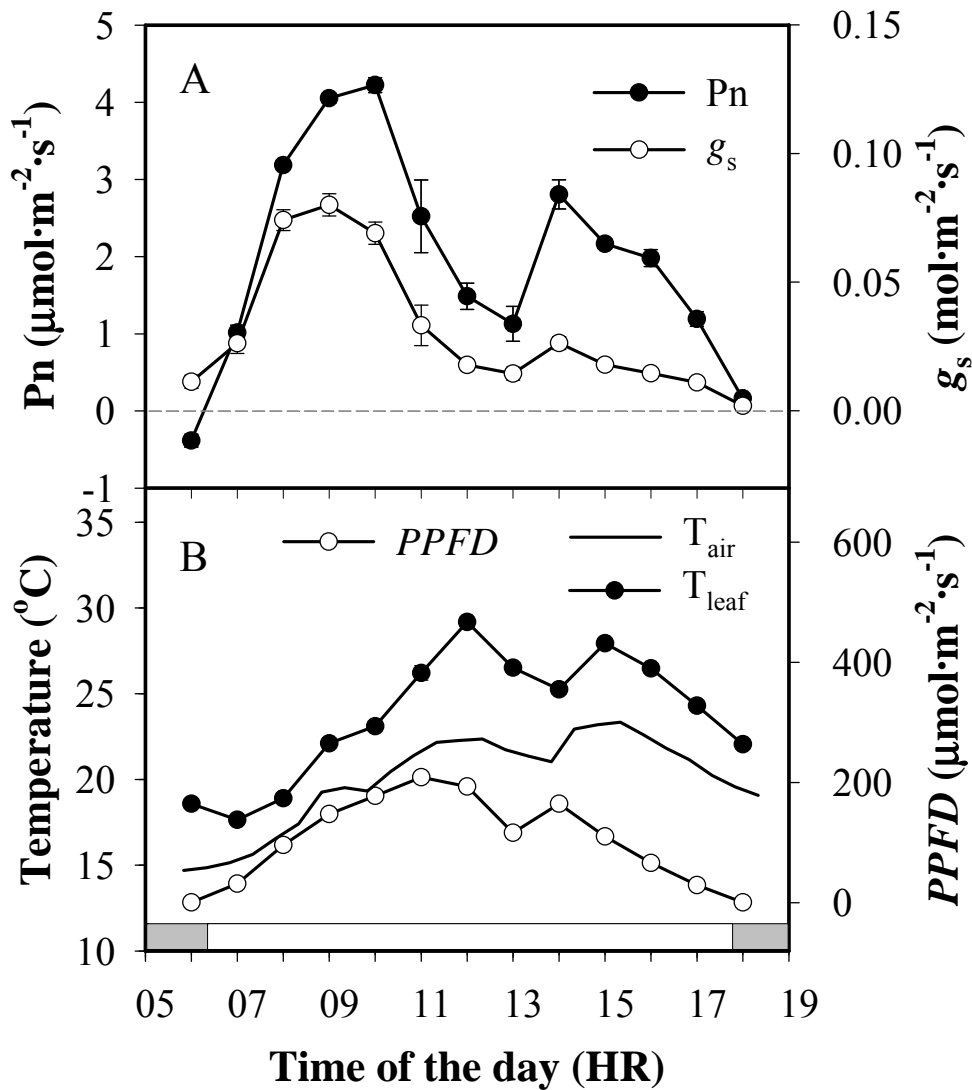 5
4
3
2
1
0
-1
Pn (μmol·m⁻²·s⁻¹)
A
Pn
gₛ
0.15
0.10
0.05
0.00
gₛ (mol·m⁻²·s⁻¹)
35
30
25
20
15
10
Temperature (°C)
B
PPFD
T_air
T_leaf
600
400
200
0
PPFD (μmol·m⁻²·s⁻¹)
05 07 09 11 13 15 17 19
Time of the day (HR)